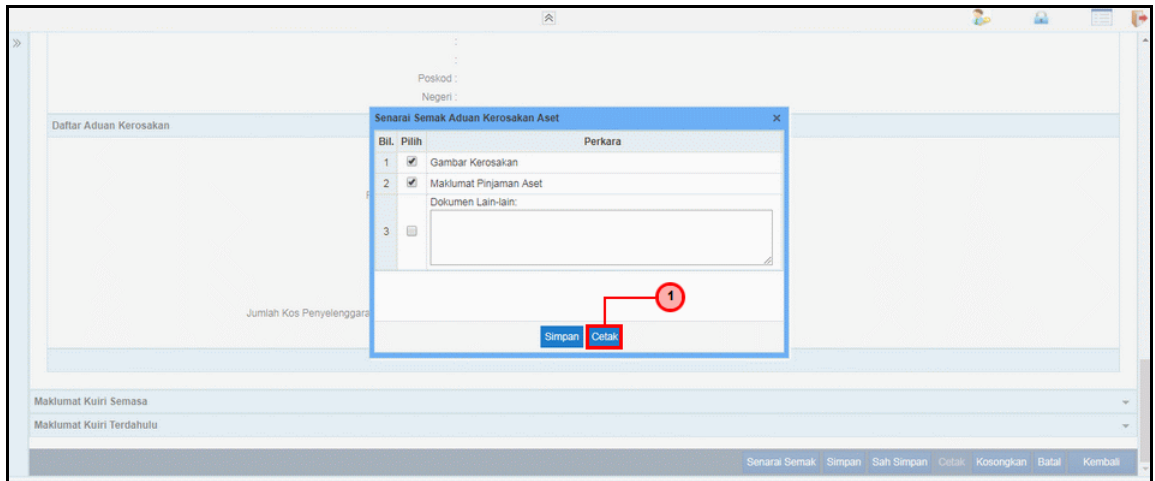 :
:
Poskod :
Negeri :
Daftar Aduan Kerosakan
Senarai Semak Aduan Kerosakan Aset x
Bil. Pilih Perkara
1 Gambar Kerosakan
2 Maklumat Pinjaman Aset
Dokumen Lain-lain:
3
1
Jumlah Kos Penyelenggara
Simpan Cetak
Maklumat Kuiri Semasa
Maklumat Kuiri Terdahulu
Senarai Semak Simpan Sah Simpan Cetak Kosongkan Batal Kembali